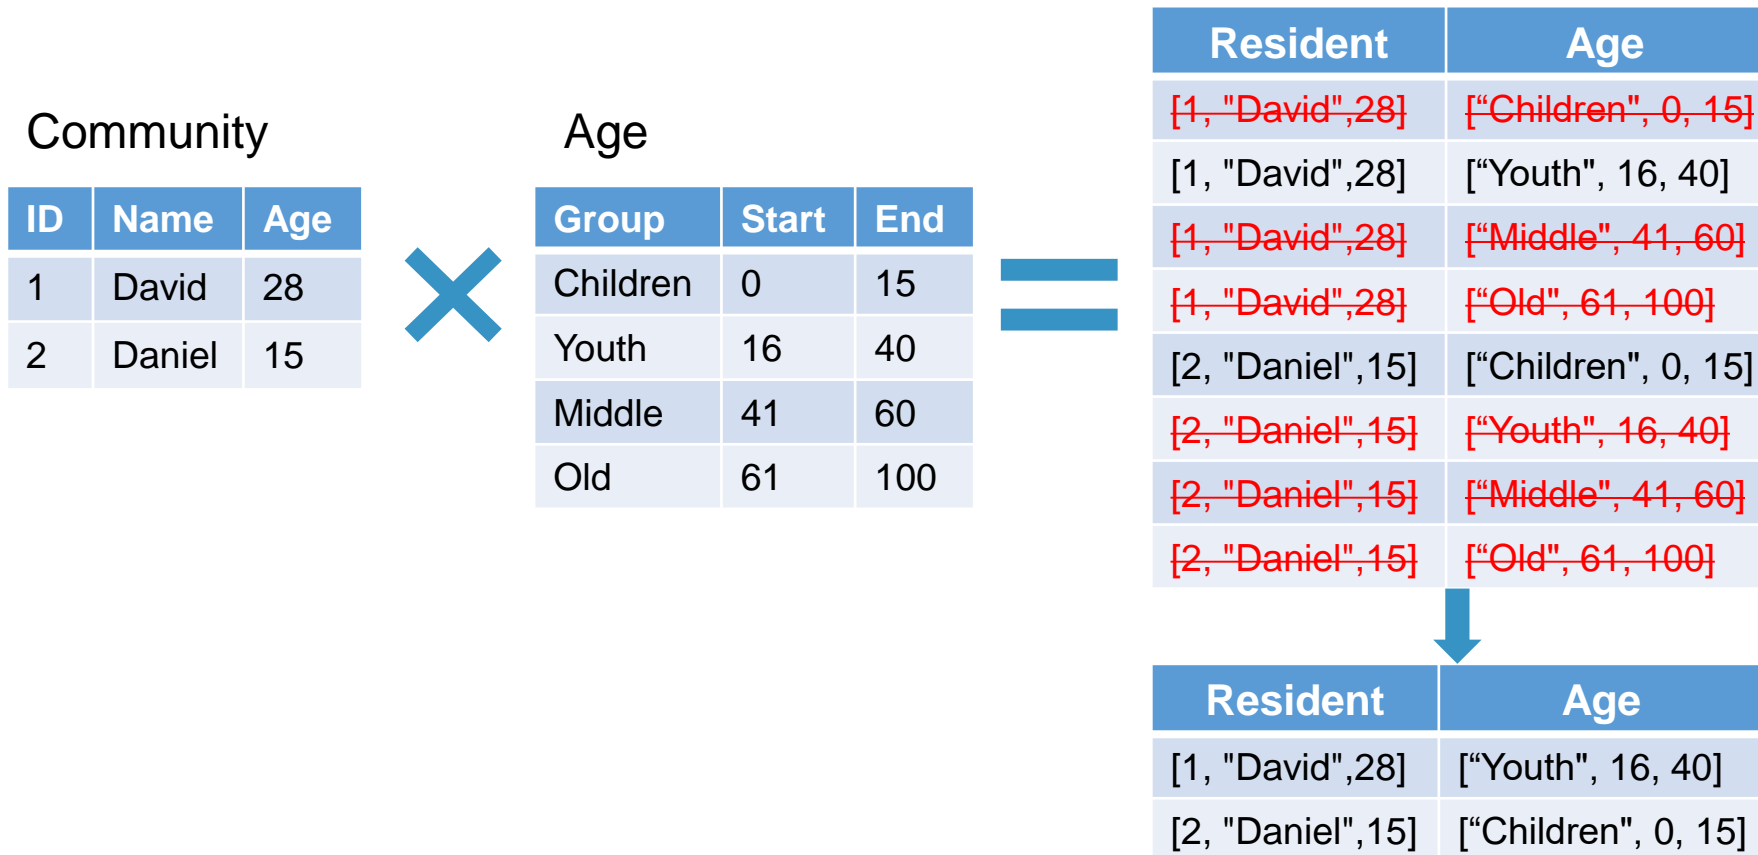 Community
ID Name Age
1 David 28
2 Daniel 15
Age
Group Start End
Children 0 15
Youth 16 40
Middle 41 60
Old 61 100
Resident Age
[1, "David",28] [“Children", 0, 15]
[1, "David",28] [“Youth", 16, 40]
[1, "David",28] [“Middle", 41, 60]
[1, "David",28] [“Old", 61, 100]
[2, "Daniel",15] [“Children", 0, 15]
[2, "Daniel",15] [“Youth", 16, 40]
[2, "Daniel",15] [“Middle", 41, 60]
[2, "Daniel",15] [“Old", 61, 100]
Resident Age
[1, "David",28] [“Youth", 16, 40]
[2, "Daniel",15] [“Children", 0, 15]